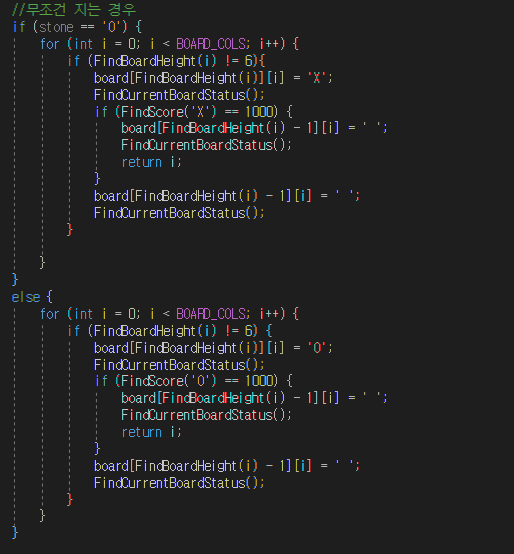 //무조건 지는 경우
if (stone == 'O') {
for (int i = 0; i < BOARD_COLS; i++) {
if (FindBoardHeight(i) != 6){
board[FindBoardHeight(i)][i] = 'X';
FindCurrentBoardStatus();
if (FindScore('X') == 1000) {
board[FindBoardHeight(i) - 1][i] = ' ';
FindCurrentBoardStatus();
return i;
}
board[FindBoardHeight(i) - 1][i] = ' ';
FindCurrentBoardStatus();
}
}
}
else {
for (int i = 0; i < BOARD_COLS; i++) {
if (FindBoardHeight(i) != 6) {
board[FindBoardHeight(i)][i] = 'O';
FindCurrentBoardStatus();
if (FindScore('O') == 1000) {
board[FindBoardHeight(i) - 1][i] = ' ';
FindCurrentBoardStatus();
return i;
}
board[FindBoardHeight(i) - 1][i] = ' ';
FindCurrentBoardStatus();
}
}
}